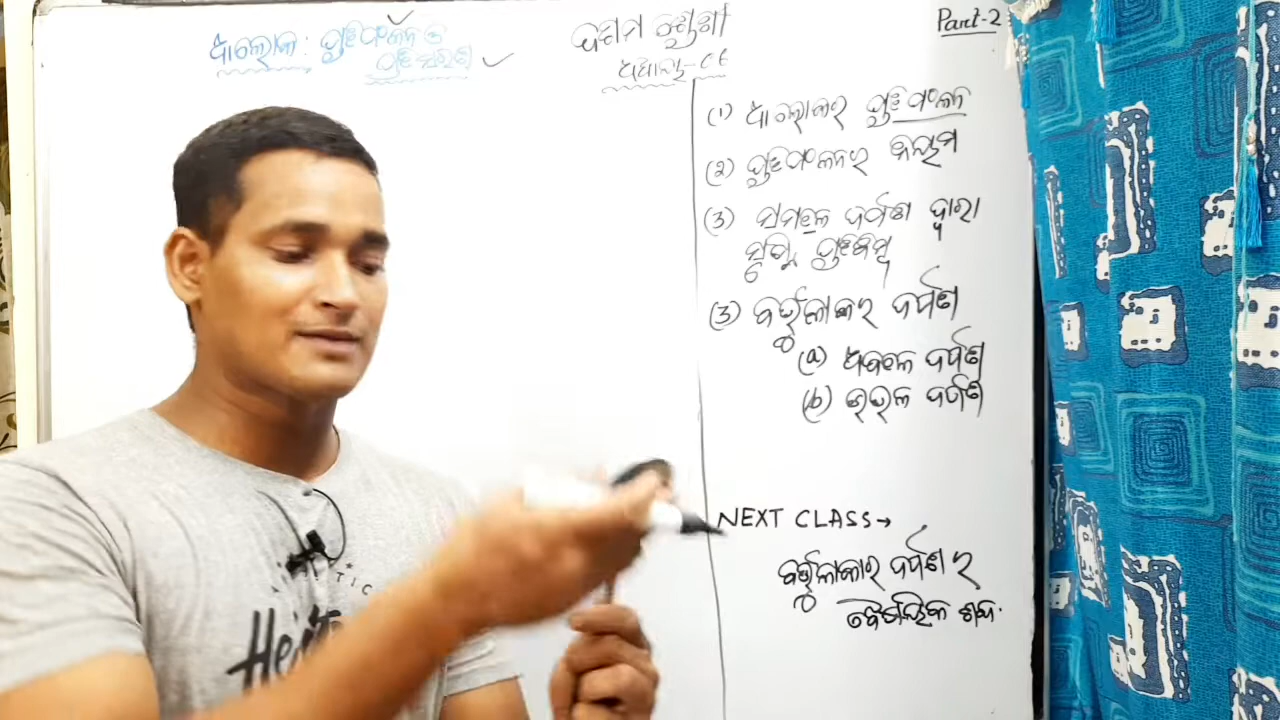 ଆଲୋକ: ପ୍ରତିଫଳନ ଓ
ପ୍ରତିସରଣ
ଦଶମ ଶ୍ରେଣୀ
ଅଧ୍ୟାୟ-
Part-2
(1) ଆଲୋକର ପ୍ରତିଫଳନ
(2) ପ୍ରତିଫଳନର ନିୟମ
(3) ସମତଳ ଦର୍ପଣ ଦ୍ୱାରା
ସୃଷ୍ଟି ପ୍ରତିବିମ୍ବ
(3) ବର୍ତ୍ତୁଳାକାର ଦର୍ପଣ
(a) ଅବତଳ ଦର୍ପଣ
(b) ଉତ୍ତଳ ଦର୍ପଣ
NEXT CLASS→
ବର୍ତ୍ତୁଳାକାର ଦର୍ପଣ ର
ବୈଷୟିକ ଶବ୍ଦ